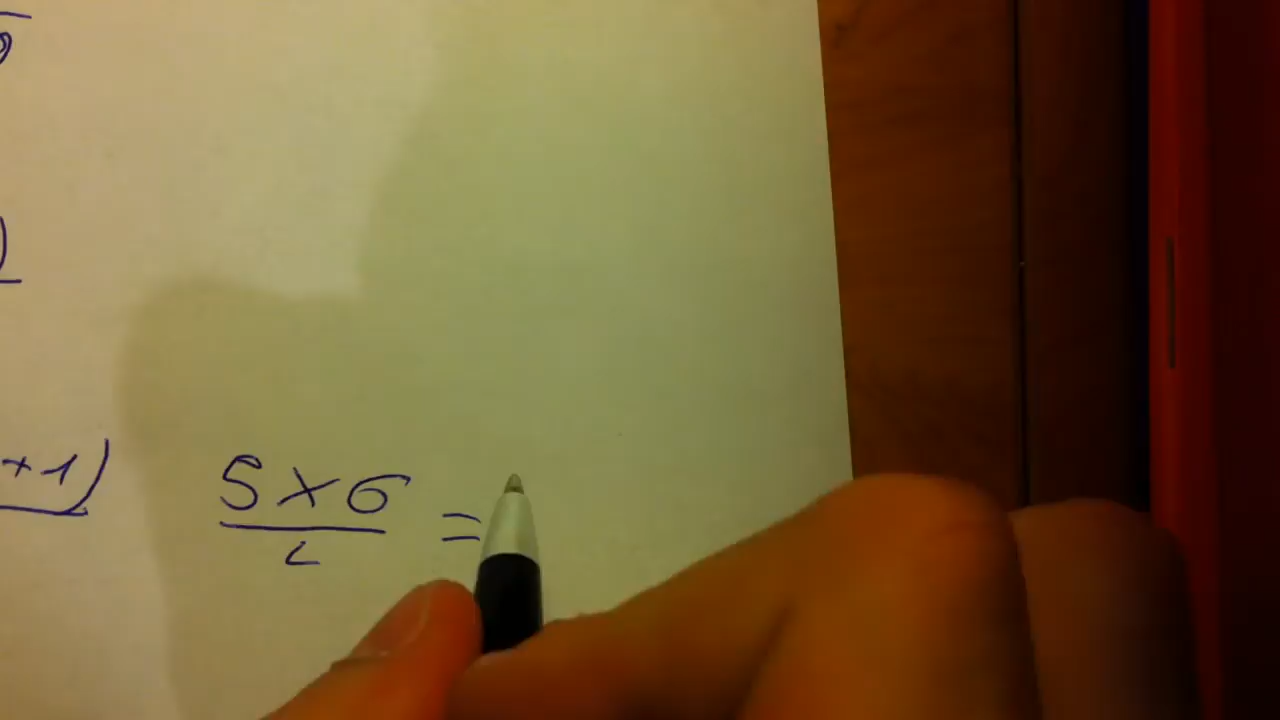 +1)
5×6 =
2